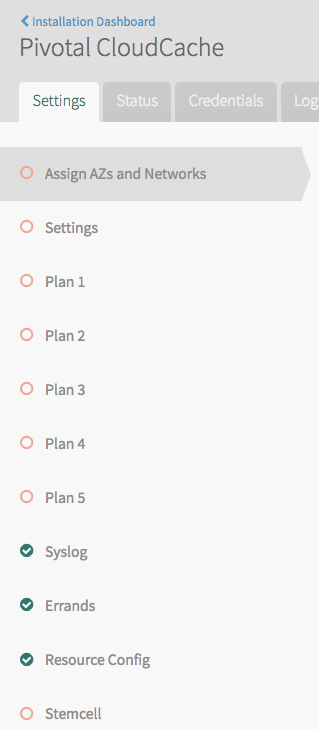 Installation Dashboard
Pivotal CloudCache
Settings Status Credentials Log
Assign AZs and Networks
Settings
Plan 1
Plan 2
Plan 3
Plan 4
Plan 5
Syslog
Errands
Resource Config
Stemcell